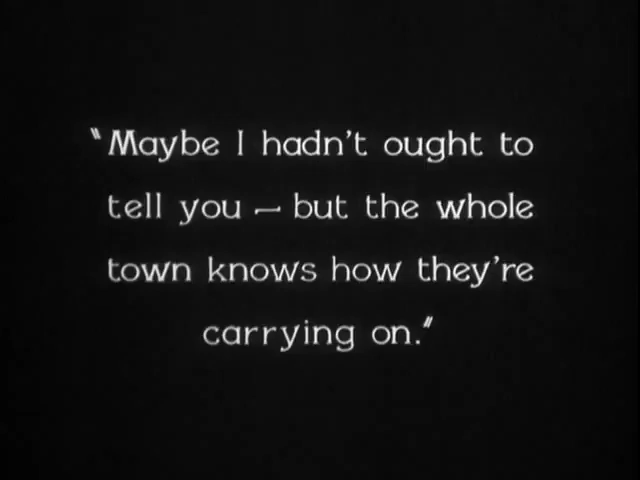 "Maybe I hadn't ought to
tell you — but the whole
town knows how they're
carrying on."